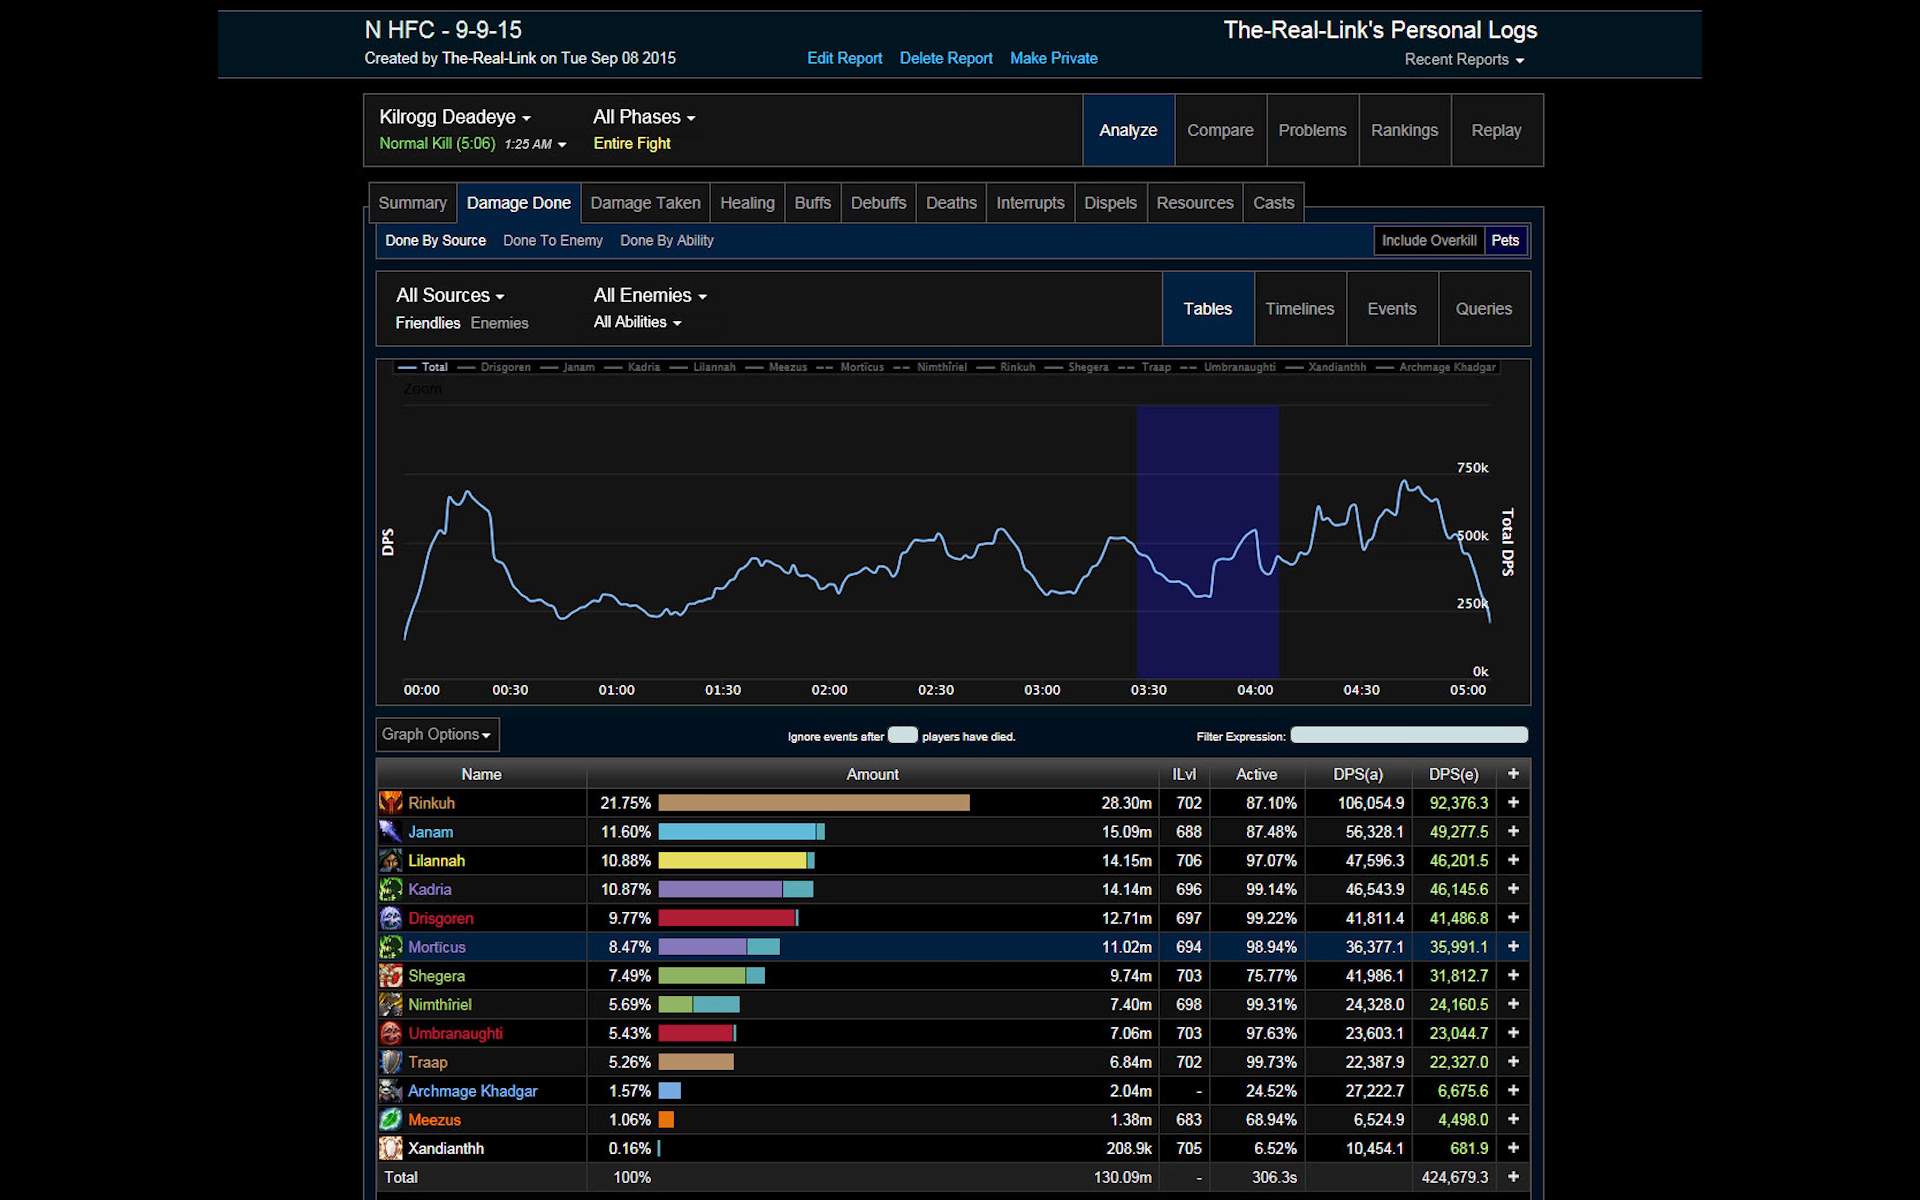 N HFC - 9-9-15
The-Real-Link's Personal Logs
Created by The-Real-Link on Tue Sep 08 2015
Edit Report Delete Report Make Private
Recent Reports
Kilrogg Deadeye All Phases
Normal Kill (5:06) 1:25 AM Entire Fight
Analyze Compare Problems Rankings Replay
Summary Damage Done Damage Taken Healing Buffs Debuffs Deaths Interrupts Dispels Resources Casts
Done By Source Done To Enemy Done By Ability
Include Overkill Pets
All Sources All Enemies
Friendlies Enemies All Abilities
Tables Timelines Events Queries
Total Drisgoren Janam Kadria Lilannah Meezus Mortïcus Nimthîriel Rinkuh Shegera Traap Umbranaughti Xandianthh Archmage Khadgar
Zoom
750k
500k
250k
0k
DPS
Total DPS
00:00 00:30 01:00 01:30 02:00 02:30 03:00 03:30 04:00 04:30 05:00
Graph Options
Ignore events after players have died.
Filter Expression:
Name Amount ILvl Active DPS(a) DPS(e) +
Rinkuh 21.75% 28.30m 702 87.10% 106,054.9 92,376.3 +
Janam 11.60% 15.09m 688 87.48% 56,328.1 49,277.5 +
Lilannah 10.88% 14.15m 706 97.07% 47,596.3 46,201.5 +
Kadria 10.87% 14.14m 696 99.14% 46,543.9 46,145.6 +
Drisgoren 9.77% 12.71m 697 99.22% 41,811.4 41,486.8 +
Mortïcus 8.47% 11.02m 694 98.94% 36,377.1 35,991.1 +
Shegera 7.49% 9.74m 703 75.77% 41,986.1 31,812.7 +
Nimthîriel 5.69% 7.40m 698 99.31% 24,328.0 24,160.5 +
Umbranaughti 5.43% 7.06m 703 97.63% 23,603.1 23,044.7 +
Traap 5.26% 6.84m 702 99.73% 22,387.9 22,327.0 +
Archmage Khadgar 1.57% 2.04m - 24.52% 27,222.7 6,675.6 +
Meezus 1.06% 1.38m 683 68.94% 6,524.9 4,498.0 +
Xandianthh 0.16% 208.9k 705 6.52% 10,454.1 681.9 +
Total 100% 130.09m - 306.3s 424,679.3 +